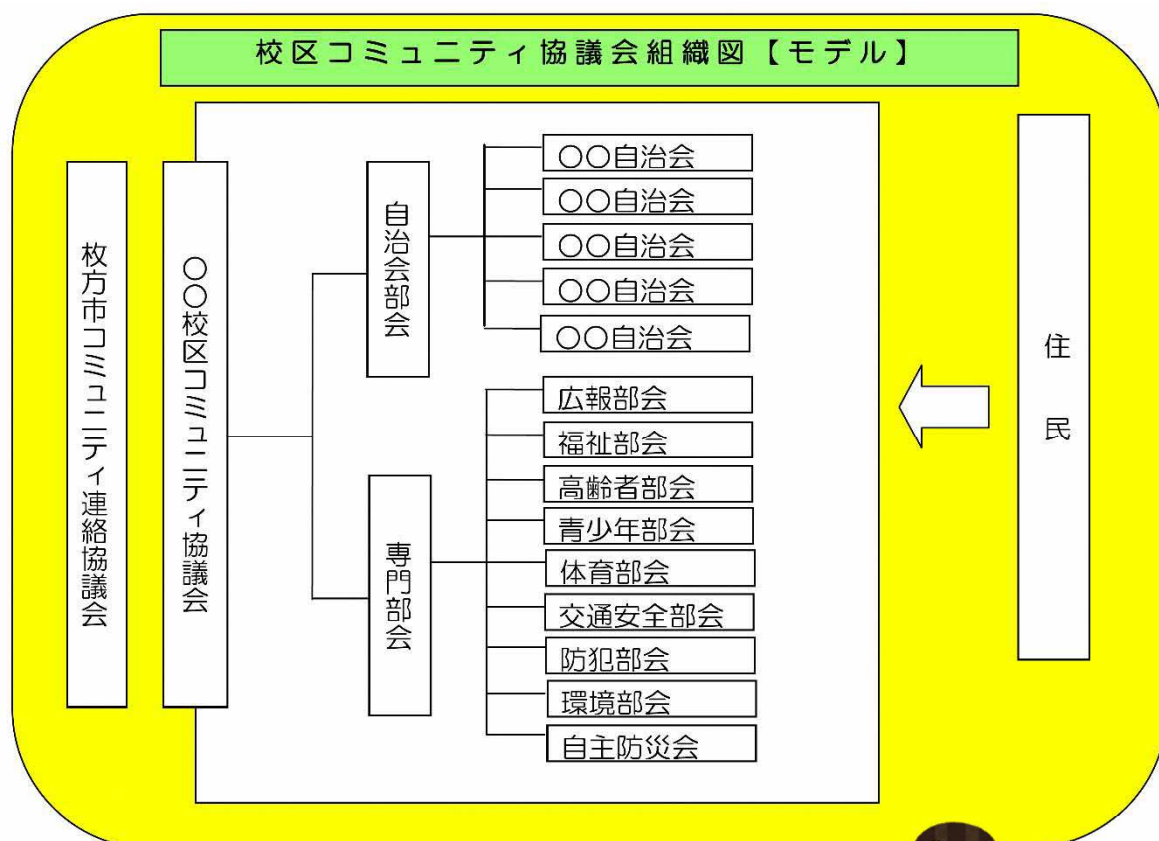 校区コミュニティ協議会組織図【モデル】
枚方市コミュニティ連絡協議会
〇〇校区コミュニティ協議会
自治会部会
〇〇自治会
〇〇自治会
〇〇自治会
〇〇自治会
〇〇自治会
専門部会
広報部会
福祉部会
高齢者部会
青少年部会
体育部会
交通安全部会
防犯部会
環境部会
自主防災会
住民